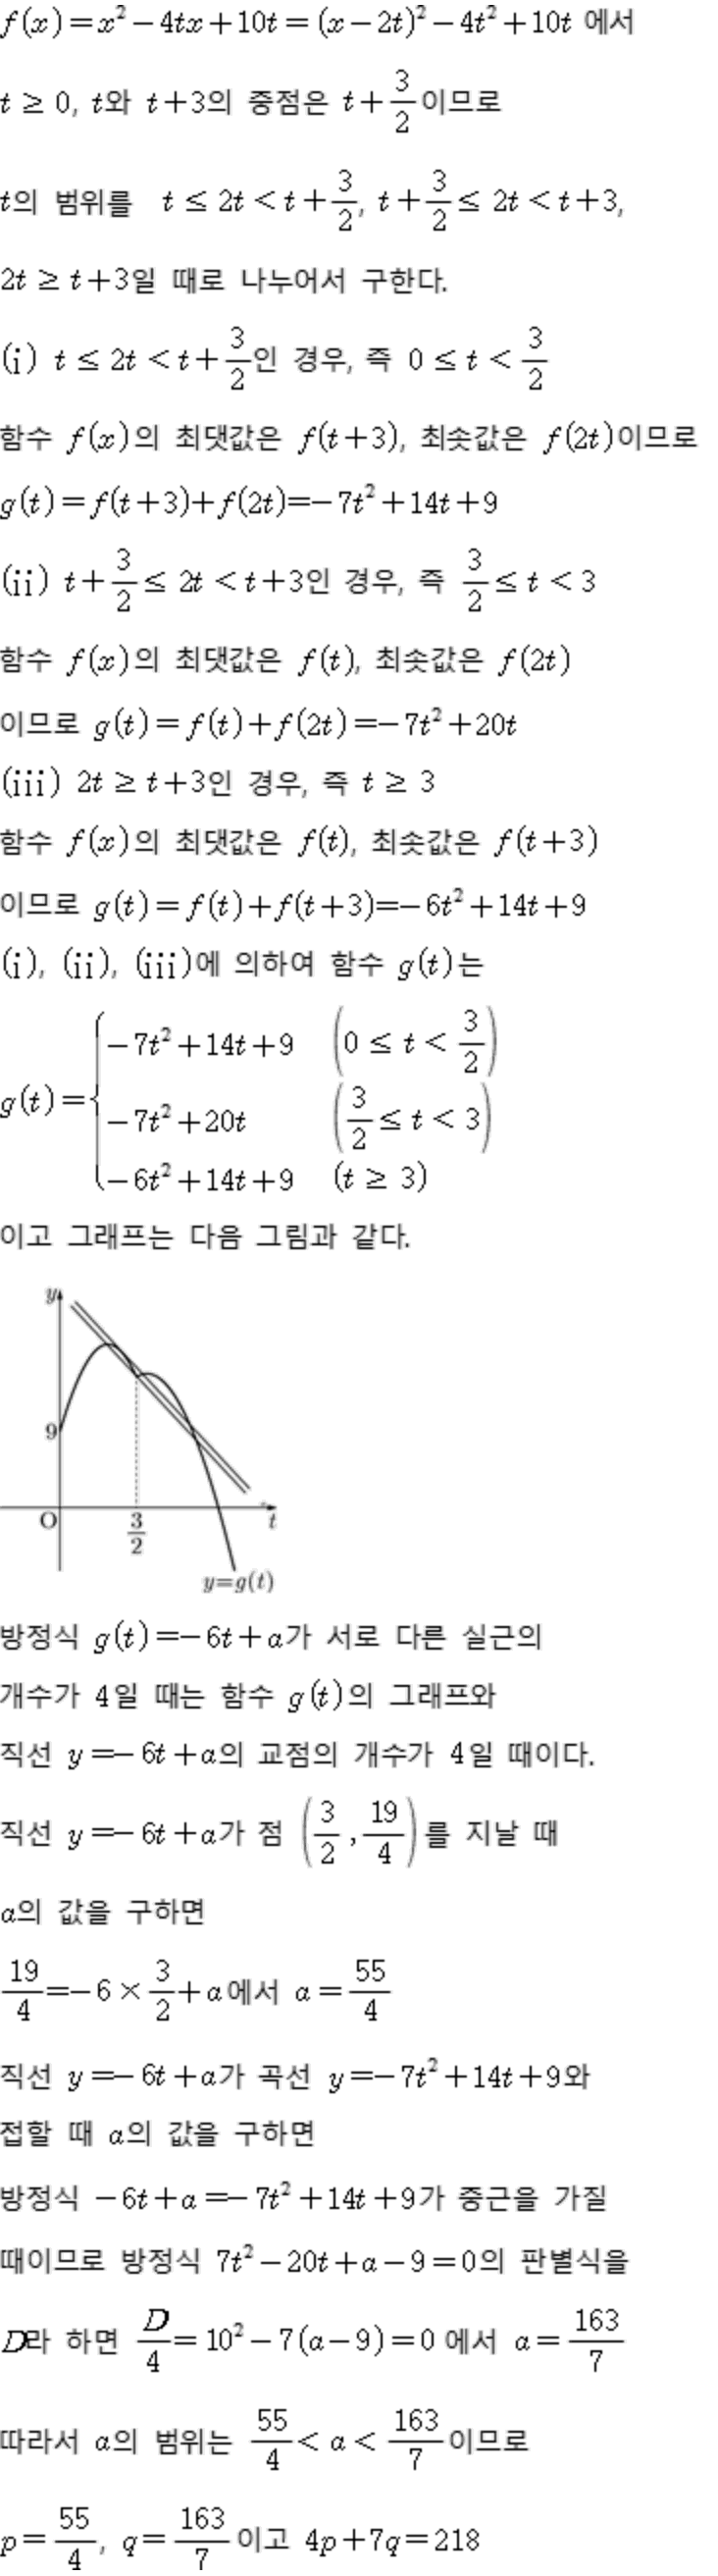 f(x)=x²-4tx+10t=(x-2t)²-4t²+10t 에서
t ≥ 0, t와 t+3의 중점은 t+3/2이므로
t의 범위를 t ≤ 2t < t+3/2, t+3/2 ≤ 2t < t+3,
2t ≥ t+3일 때로 나누어서 구한다.
(i) t ≤ 2t < t+3/2인 경우, 즉 0 ≤ t < 3/2
함수 f(x)의 최댓값은 f(t+3), 최솟값은 f(2t)이므로
g(t)=f(t+3)+f(2t)=-7t²+14t+9
(ii) t+3/2 ≤ 2t < t+3인 경우, 즉 3/2 ≤ t < 3
함수 f(x)의 최댓값은 f(t), 최솟값은 f(2t)
이므로 g(t)=f(t)+f(2t)=-7t²+20t
(iii) 2t ≥ t+3인 경우, 즉 t ≥ 3
함수 f(x)의 최댓값은 f(t), 최솟값은 f(t+3)
이므로 g(t)=f(t)+f(t+3)=-6t²+14t+9
(i), (ii), (iii)에 의하여 함수 g(t)는
g(t)={
-7t²+14t+9 (0 ≤ t < 3/2)
-7t²+20t (3/2 ≤ t < 3)
-6t²+14t+9 (t ≥ 3)
이고 그래프는 다음 그림과 같다.
y
9
O 3/2 t
y=g(t)
방정식 g(t)=-6t+a가 서로 다른 실근의
개수가 4일 때는 함수 g(t)의 그래프와
직선 y=-6t+a의 교점의 개수가 4일 때이다.
직선 y=-6t+a가 점 (3/2, 19/4)를 지날 때
a의 값을 구하면
19/4=-6×3/2+a에서 a=55/4
직선 y=-6t+a가 곡선 y=-7t²+14t+9와
접할 때 a의 값을 구하면
방정식 -6t+a=-7t²+14t+9가 중근을 가질
때이므로 방정식 7t²-20t+a-9=0의 판별식을
D라 하면 D/4=10²-7(a-9)=0에서 a=163/7
따라서 a의 범위는 55/4 < a < 163/7이므로
p=55/4, q=163/7이고 4p+7q=218